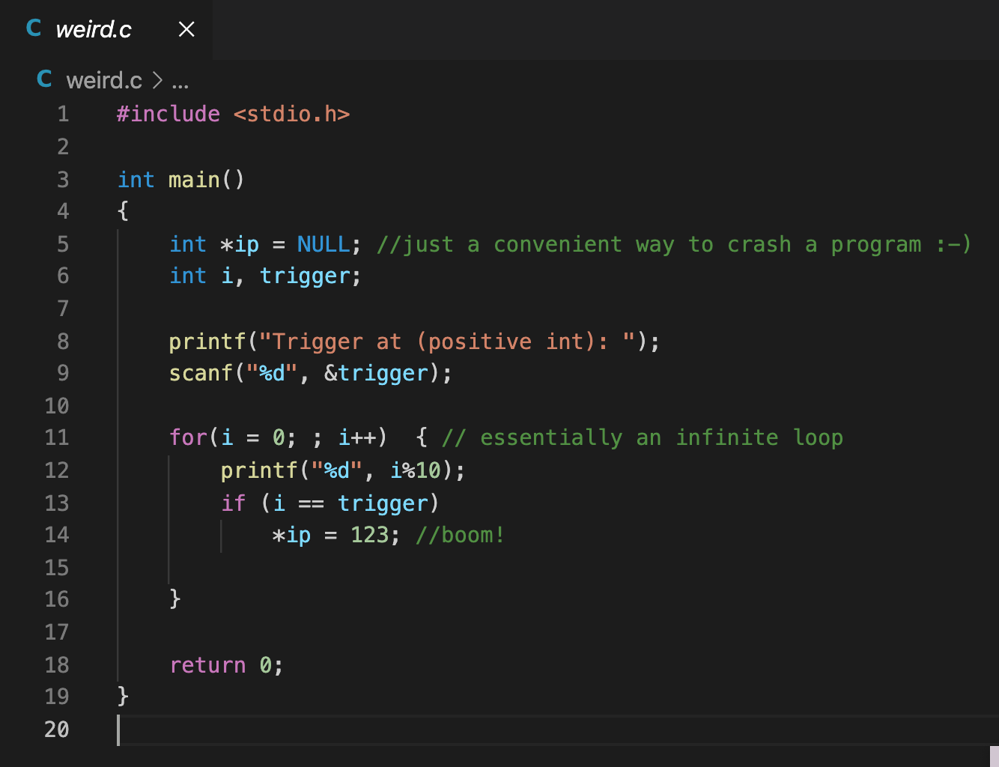 C weird.c ×
C weird.c > ...
1 #include <stdio.h>
2
3 int main()
4 {
5     int *ip = NULL; //just a convenient way to crash a program :-)
6     int i, trigger;
7
8     printf("Trigger at (positive int): ");
9     scanf("%d", &trigger);
10
11     for(i = 0; ; i++)  { // essentially an infinite loop
12         printf("%d", i%10);
13         if (i == trigger)
14             *ip = 123; //boom!
15
16     }
17
18     return 0;
19 }
20